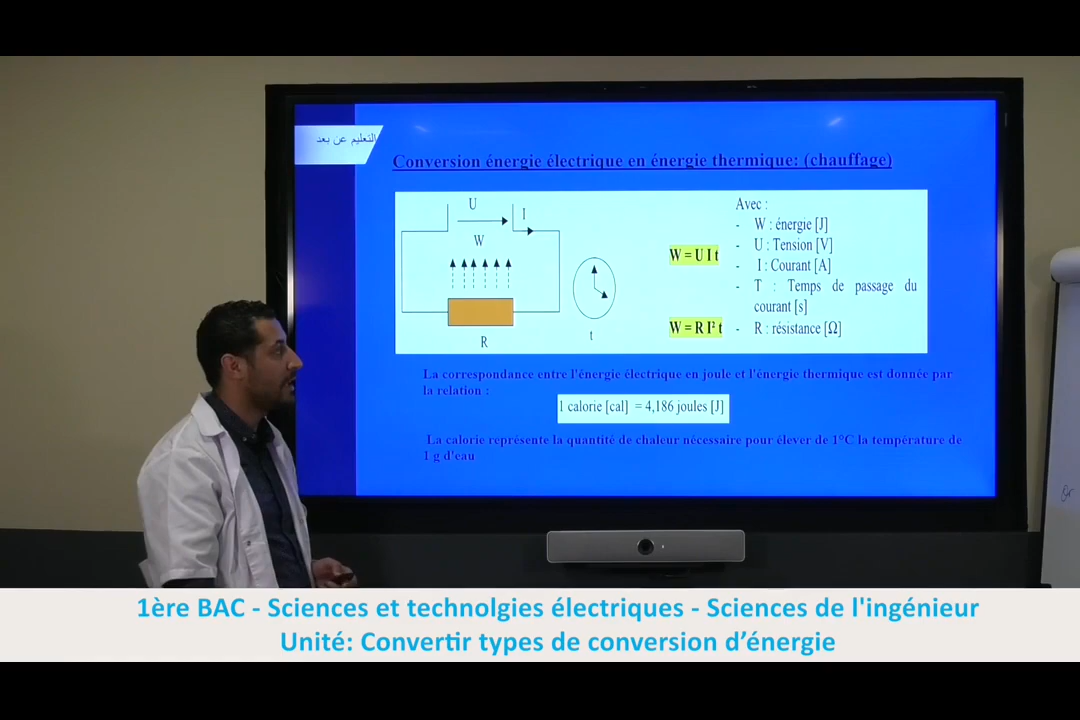 التعليم عن بعد
Conversion énergie électrique en énergie thermique: (chauffage)
U
I
W
R
t
W = U I t
W = R I² t
Avec :
- W : énergie [J]
- U : Tension [V]
- I : Courant [A]
- T : Temps de passage du
courant [s]
- R : résistance [Ω]
La correspondance entre l'énergie électrique en joule et l'énergie thermique est donnée par
la relation :
1 calorie [cal] = 4,186 joules [J]
La calorie représente la quantité de chaleur nécessaire pour élever de 1°C la température de
1 g d'eau
1ère BAC - Sciences et technolgies électriques - Sciences de l'ingénieur
Unité: Convertir types de conversion d’énergie